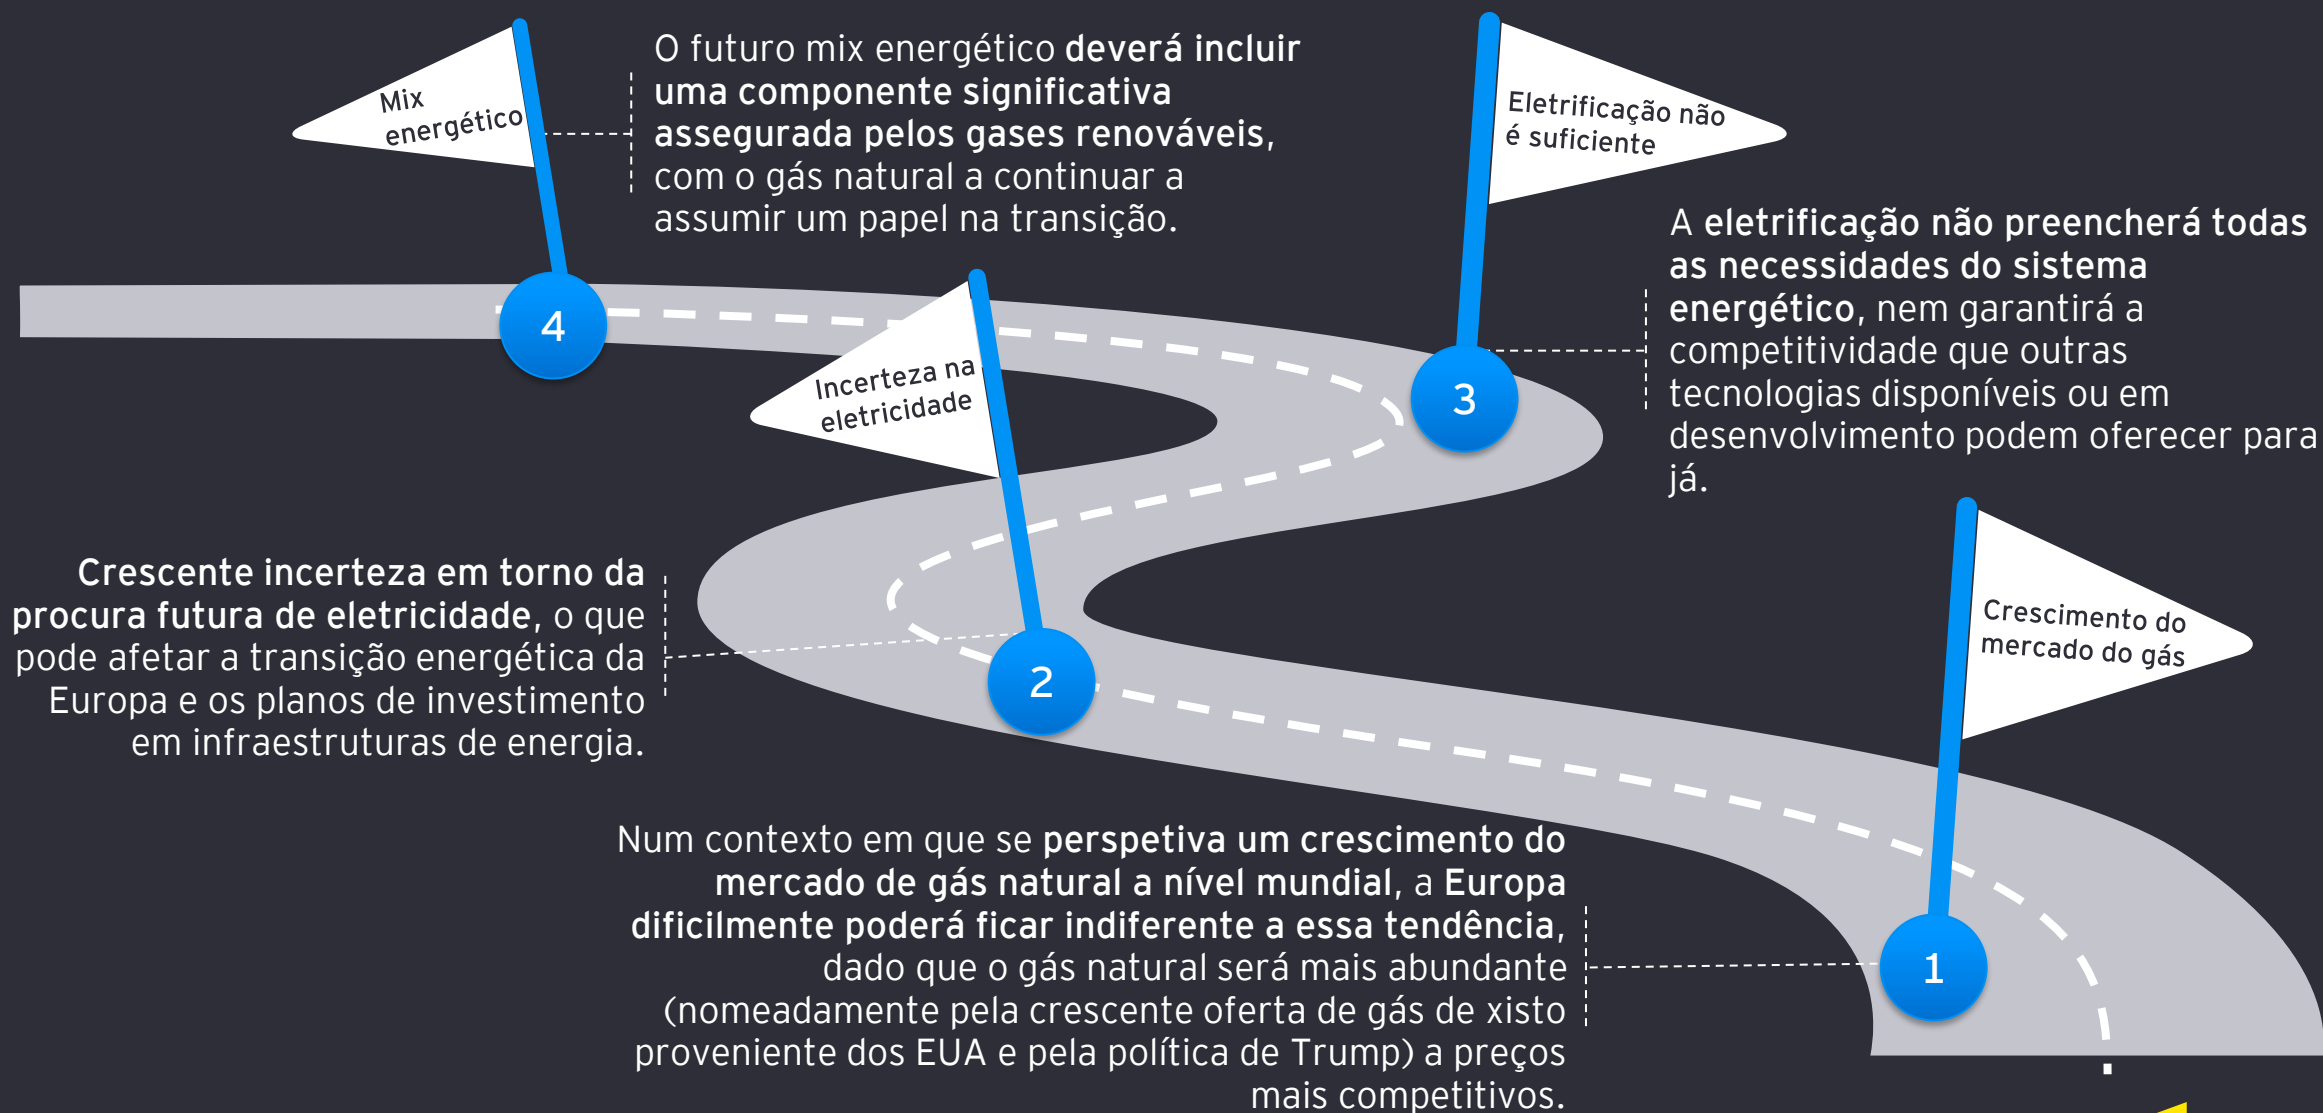 Mix
energético
O futuro mix energético deverá incluir
uma componente significativa
assegurada pelos gases renováveis,
com o gás natural a continuar a
assumir um papel na transição.
4
Eletrificação não
é suficiente
A eletrificação não preencherá todas
as necessidades do sistema
energético, nem garantirá a
competitividade que outras
tecnologias disponíveis ou em
desenvolvimento podem oferecer para
já.
3
Incerteza na
eletricidade
Crescente incerteza em torno da
procura futura de eletricidade, o que
pode afetar a transição energética da
Europa e os planos de investimento
em infraestruturas de energia.
2
Crescimento do
mercado do gás
Num contexto em que se perspetiva um crescimento do
mercado de gás natural a nível mundial, a Europa
dificilmente poderá ficar indiferente a essa tendência,
dado que o gás natural será mais abundante
(nomeadamente pela crescente oferta de gás de xisto
proveniente dos EUA e pela política de Trump) a preços
mais competitivos.
1